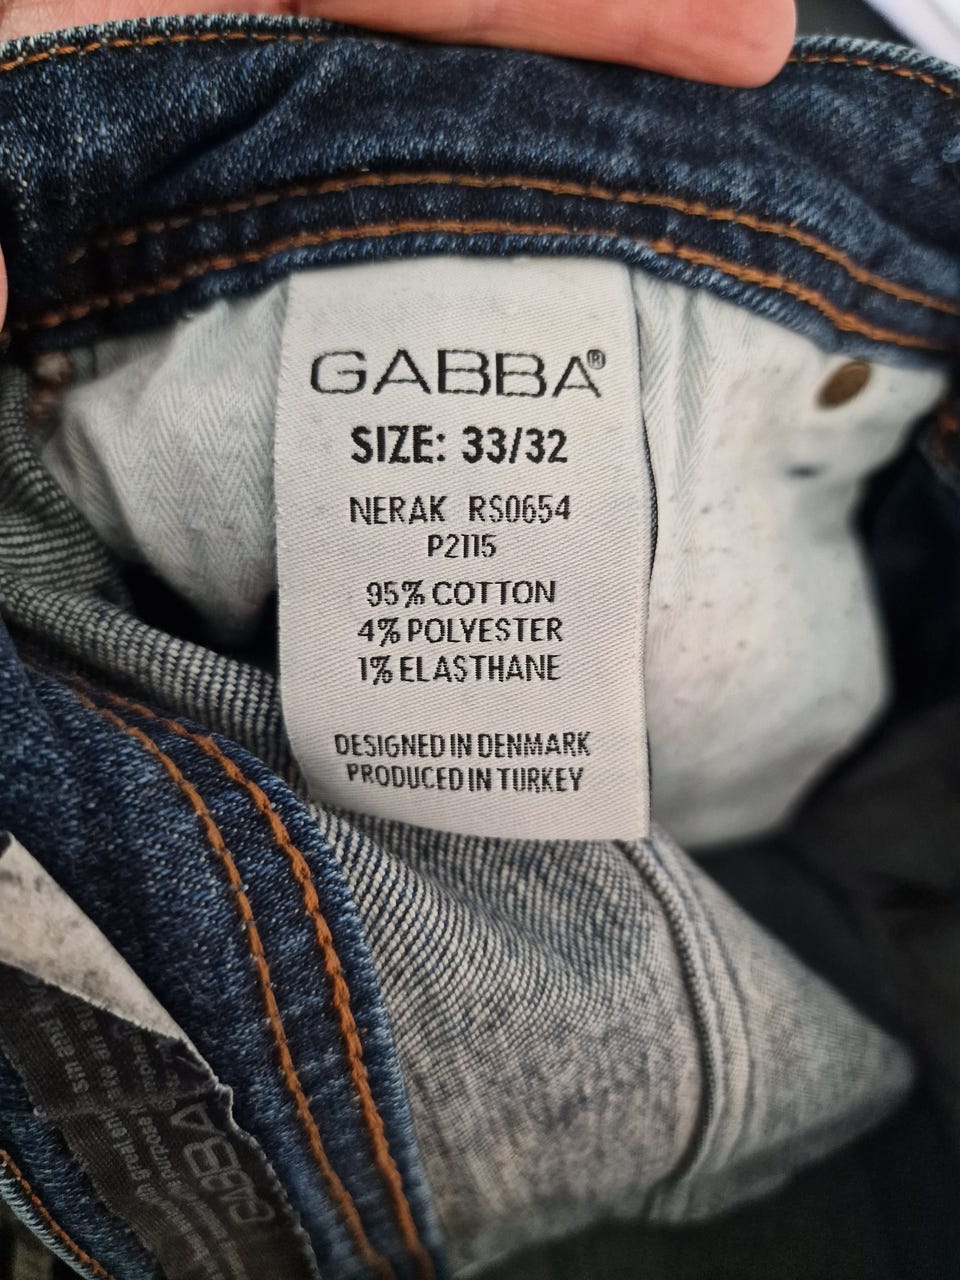 GABBA®
SIZE: 33/32
NERAK RS0654
P2115
95% COTTON
4% POLYESTER
1% ELASTHANE
DESIGNED IN DENMARK
PRODUCED IN TURKEY
GABBA